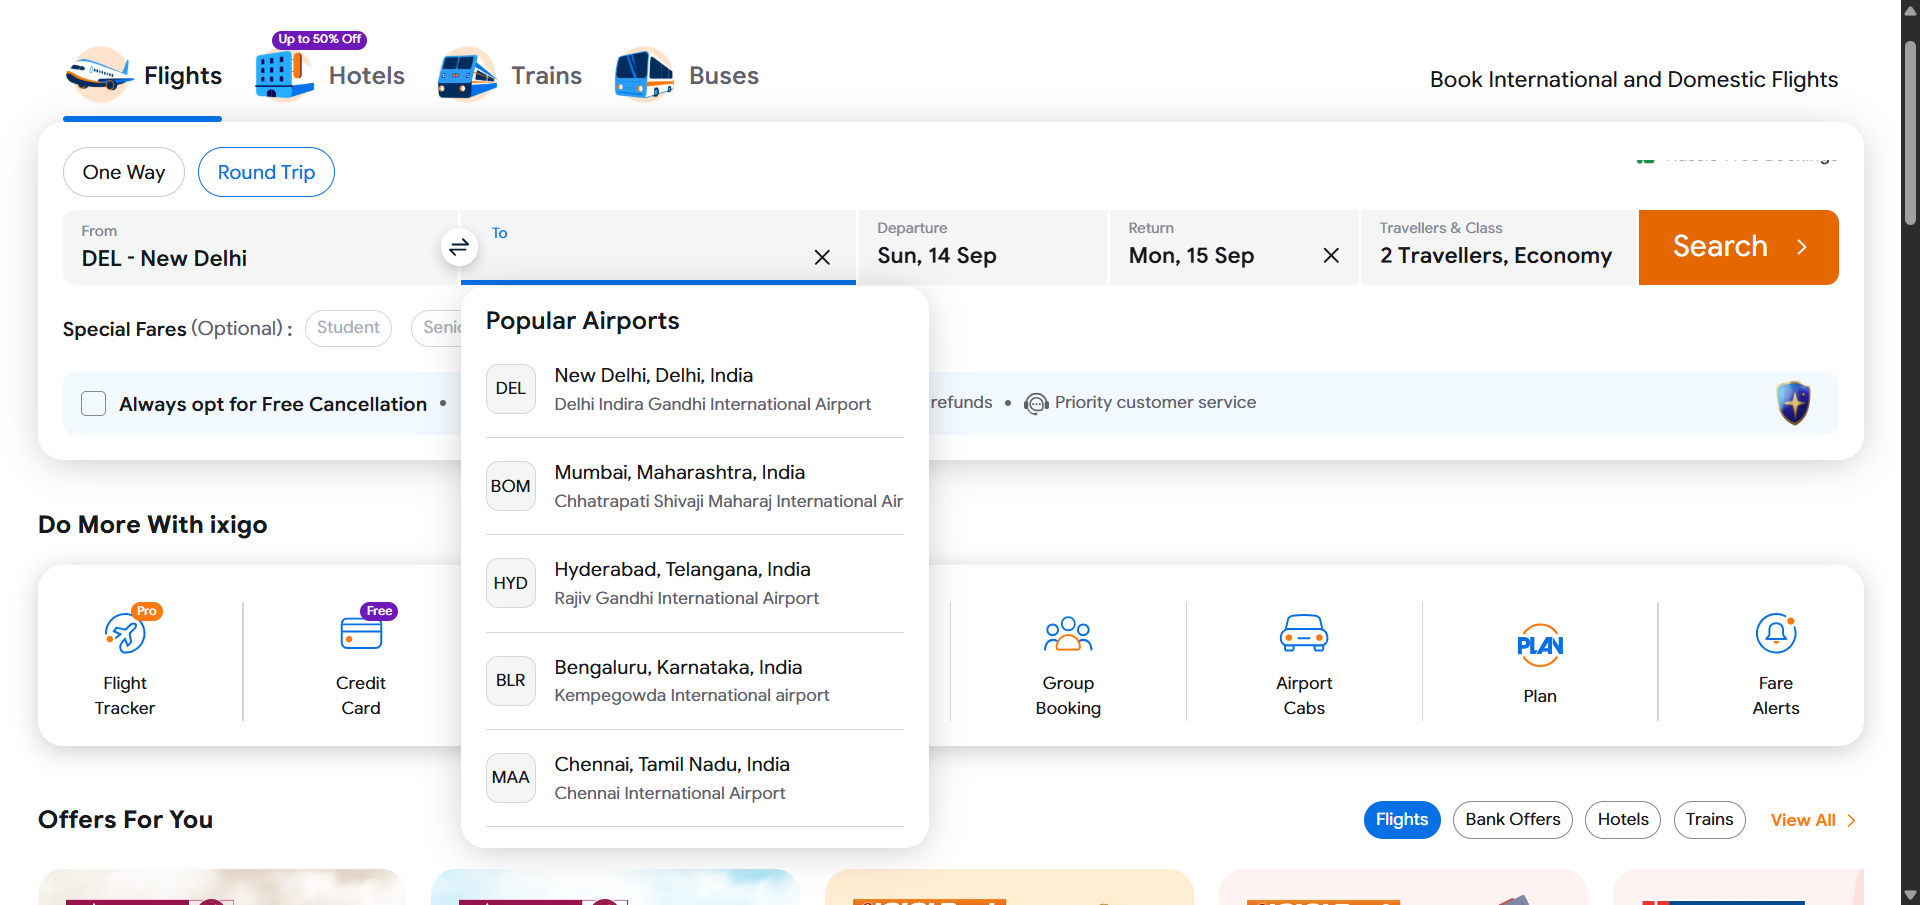 Up to 50% Off
Flights
Hotels
Trains
Buses
Book International and Domestic Flights
One Way
Round Trip
From
DEL - New Delhi
To
Departure
Sun, 14 Sep
Return
Mon, 15 Sep
Travellers & Class
2 Travellers, Economy
Search
Special Fares (Optional) :
Student
Popular Airports
DEL
New Delhi, Delhi, India
Delhi Indira Gandhi International Airport
BOM
Mumbai, Maharashtra, India
Chhatrapati Shivaji Maharaj International Air
HYD
Hyderabad, Telangana, India
Rajiv Gandhi International Airport
BLR
Bengaluru, Karnataka, India
Kempegowda International airport
MAA
Chennai, Tamil Nadu, India
Chennai International Airport
Always opt for Free Cancellation •
refunds • Priority customer service
Do More With ixigo
Pro
Flight
Tracker
Free
Credit
Card
Group
Booking
Airport
Cabs
PLAN
Plan
Fare
Alerts
Offers For You
Flights
Bank Offers
Hotels
Trains
View All